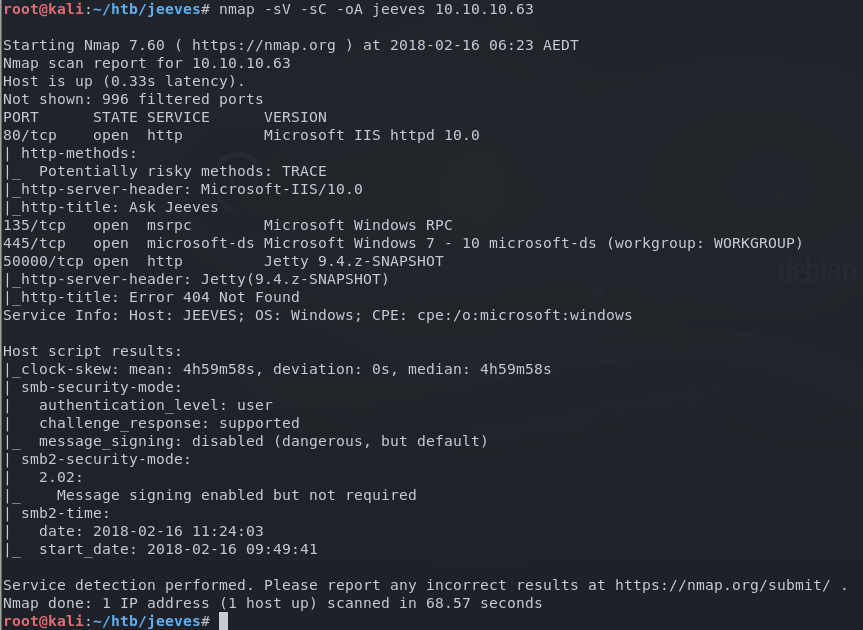 root@kali:~/htb/jeeves# nmap -sV -sC -oA jeeves 10.10.10.63

Starting Nmap 7.60 ( https://nmap.org ) at 2018-02-16 06:23 AEDT
Nmap scan report for 10.10.10.63
Host is up (0.33s latency).
Not shown: 996 filtered ports
PORT      STATE SERVICE      VERSION
80/tcp    open  http         Microsoft IIS httpd 10.0
| http-methods:
|_  Potentially risky methods: TRACE
|_http-server-header: Microsoft-IIS/10.0
|_http-title: Ask Jeeves
135/tcp   open  msrpc        Microsoft Windows RPC
445/tcp   open  microsoft-ds Microsoft Windows 7 - 10 microsoft-ds (workgroup: WORKGROUP)
50000/tcp open  http         Jetty 9.4.z-SNAPSHOT
|_http-server-header: Jetty(9.4.z-SNAPSHOT)
|_http-title: Error 404 Not Found
Service Info: Host: JEEVES; OS: Windows; CPE: cpe:/o:microsoft:windows
debian

Host script results:
|_clock-skew: mean: 4h59m58s, deviation: 0s, median: 4h59m58s
| smb-security-mode:
|   authentication_level: user
|   challenge_response: supported
|_  message_signing: disabled (dangerous, but default)
| smb2-security-mode:
|   2.02:
|_    Message signing enabled but not required
| smb2-time:
|   date: 2018-02-16 11:24:03
|_  start_date: 2018-02-16 09:49:41

Service detection performed. Please report any incorrect results at https://nmap.org/submit/ .
Nmap done: 1 IP address (1 host up) scanned in 68.57 seconds
root@kali:~/htb/jeeves#